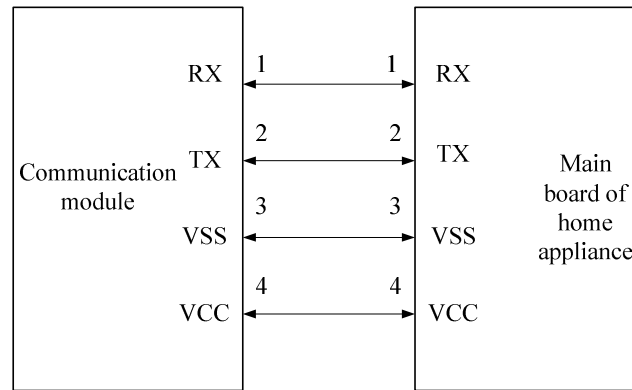 RX 1 1 RX
TX 2 2 TX
Communication
module
VSS 3 3 VSS
VCC 4 4 VCC
Main
board of
home
appliance